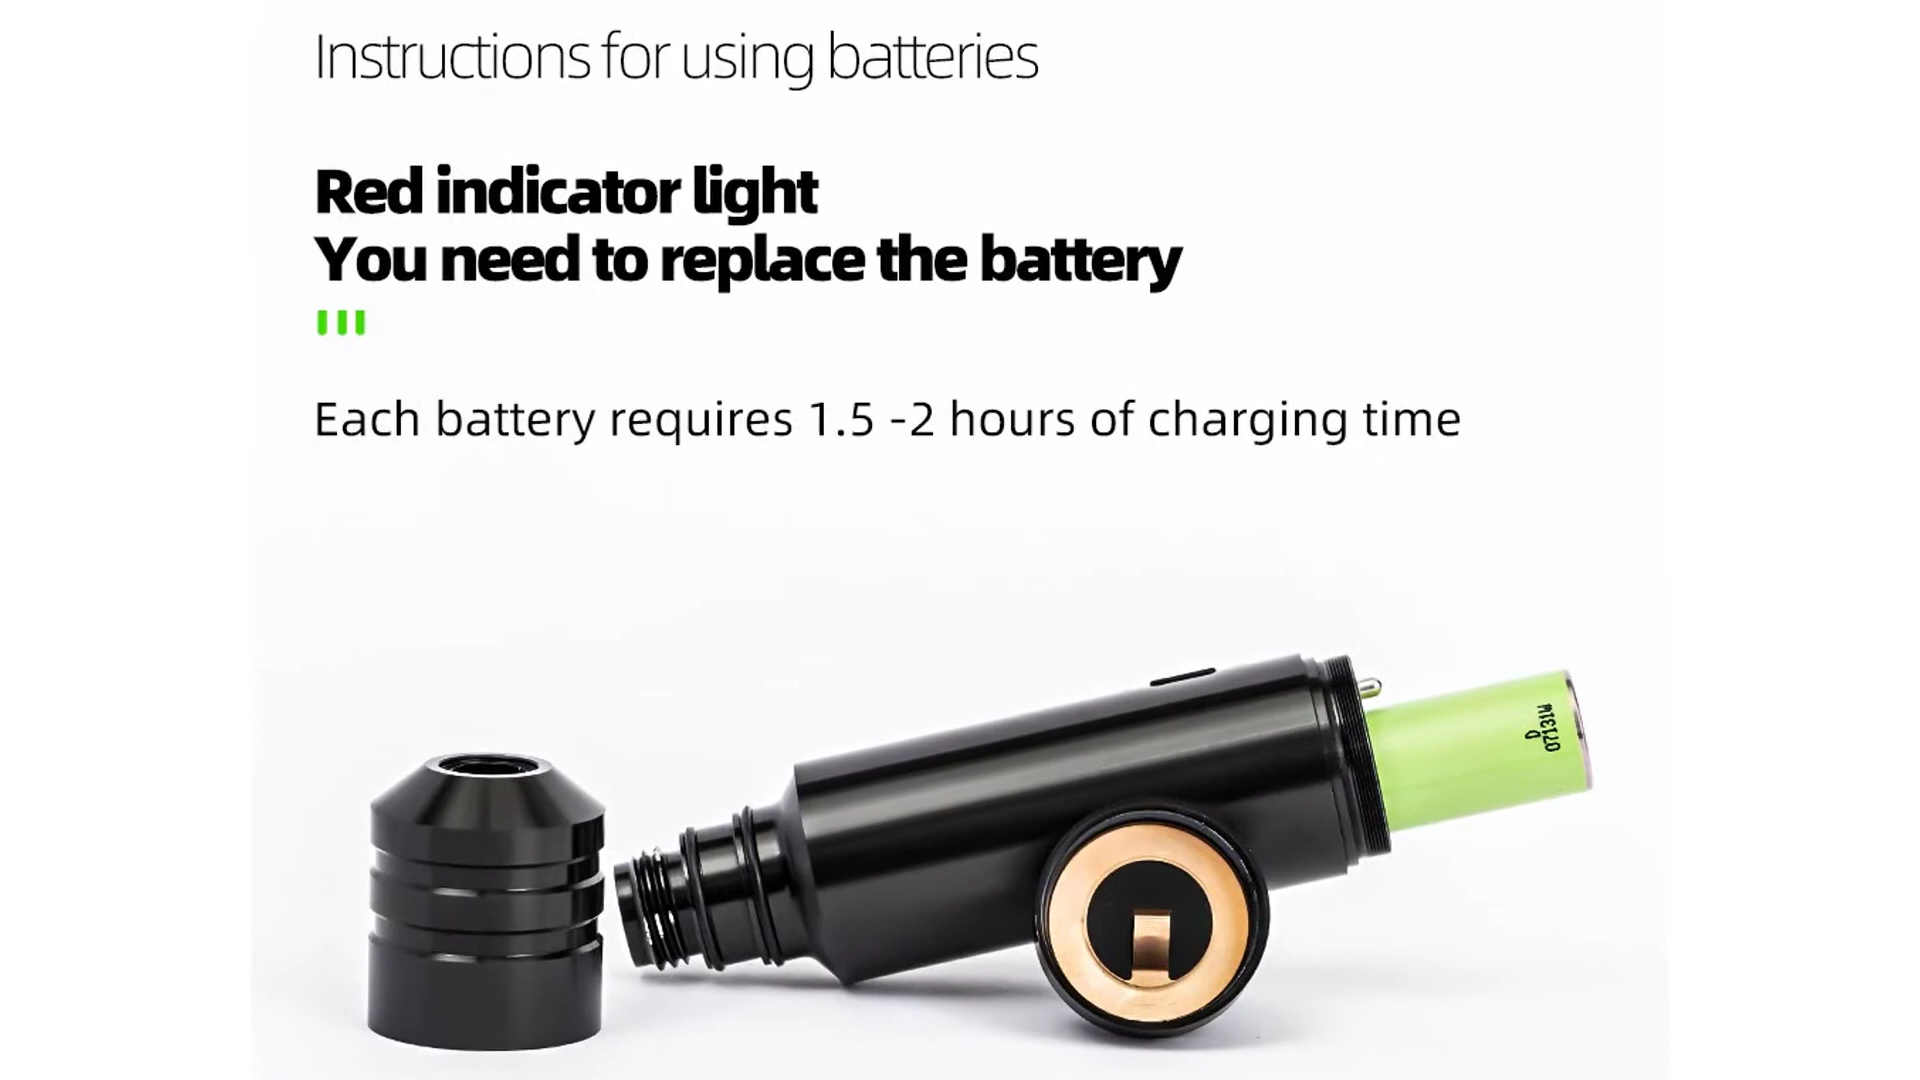 Instructions for using batteries
Red indicator light
You need to replace the battery
Each battery requires 1.5 -2 hours of charging time
D
07131W